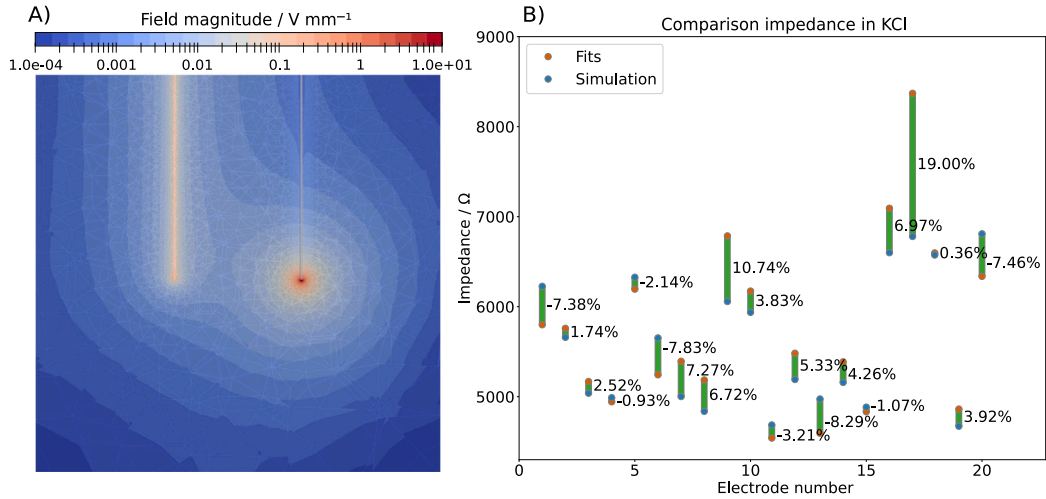 A)
Field magnitude / V mm⁻¹
1.0e-04 0.001 0.01 0.1 1 1.0e+01
B)
Comparison impedance in KCl
Fits
Simulation
Impedance / Ω
9000
8000
7000
6000
5000
-7.38%
1.74%
2.52%
-0.93%
-2.14%
-7.83%
7.27%
6.72%
10.74%
3.83%
-3.21%
5.33%
-8.29%
4.26%
-1.07%
6.97%
19.00%
0.36%
3.92%
-7.46%
0 5 10 15 20
Electrode number